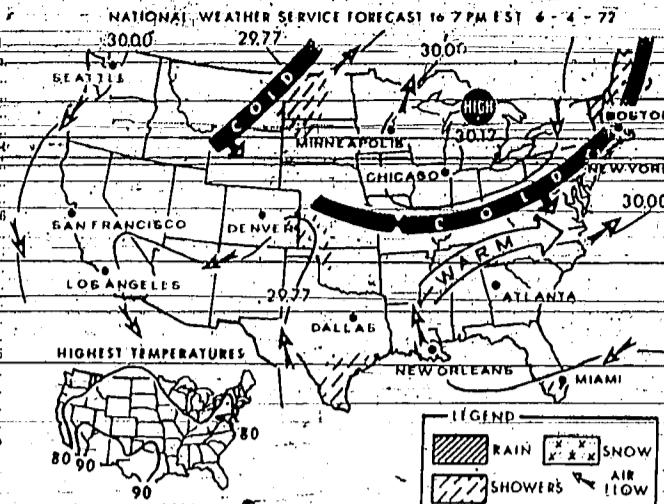 NATIONAL WEATHER SERVICE FORECAST to 7 PM EST 6 - 4 - 72
30.00
29.77
30.00
SEATTLE
COLD
HIGH
30.12
BOSTON
MINNEAPOLIS
CHICAGO
NEW YORK
COLD
30.00
SAN FRANCISCO
DENVER
WARM
LOS ANGELES
29.77
ATLANTA
DALLAS
HIGHEST TEMPERATURES
NEW ORLEANS
MIAMI
80
80 90
90
LEGEND
RAIN
SNOW
SHOWERS
AIR FLOW